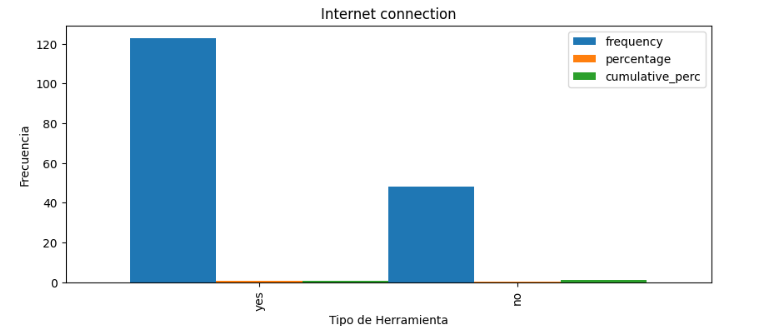 Internet connection
frequency
percentage
cumulative_perc
120
100
80
60
40
20
0
Frecuencia
yes
no
Tipo de Herramienta